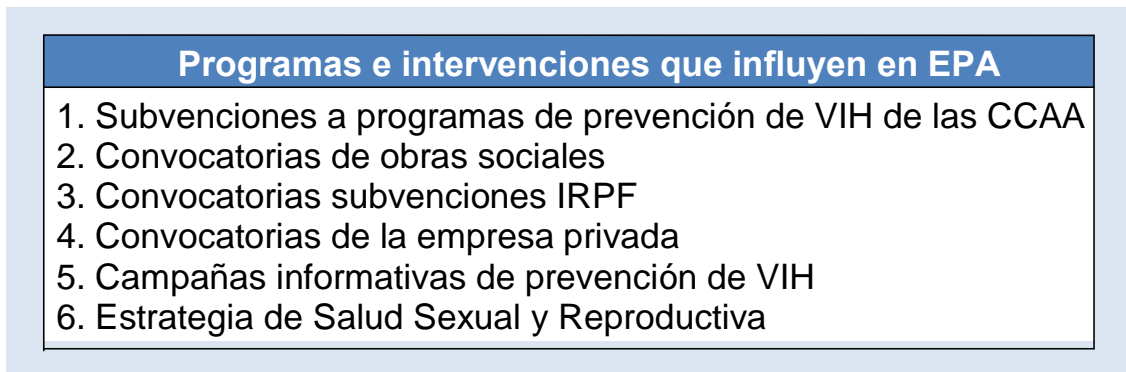 Programas e intervenciones que influyen en EPA
1. Subvenciones a programas de prevención de VIH de las CCAA
2. Convocatorias de obras sociales
3. Convocatorias subvenciones IRPF
4. Convocatorias de la empresa privada
5. Campañas informativas de prevención de VIH
6. Estrategia de Salud Sexual y Reproductiva